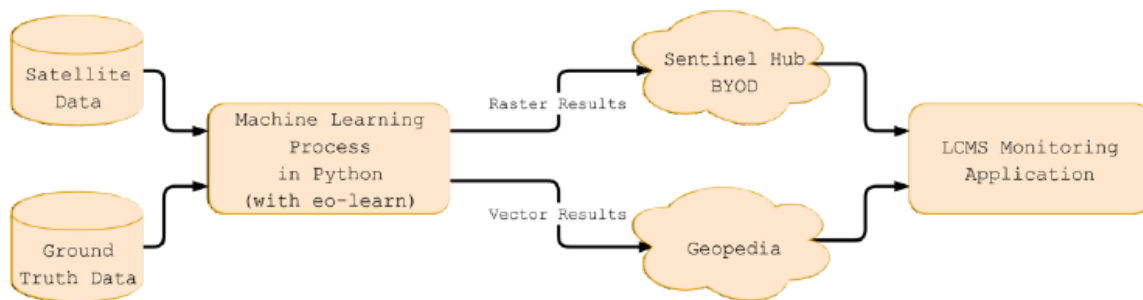 Satellite
Data
Ground
Truth Data
Machine Learning
Process
in Python
(with eo-learn)
Raster Results
Vector Results
Sentinel Hub
BYOD
Geopedia
LCMS Monitoring
Application